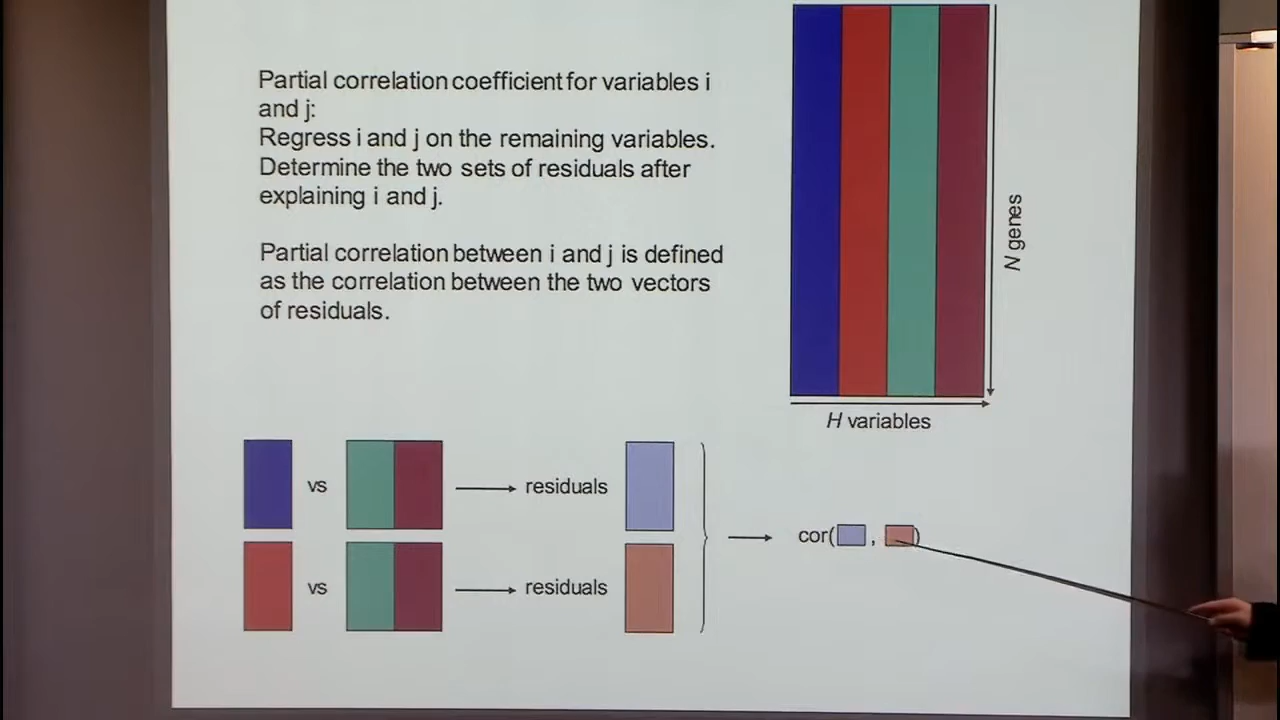 Partial correlation coefficient for variables i
and j:
Regress i and j on the remaining variables.
Determine the two sets of residuals after
explaining i and j.
Partial correlation between i and j is defined
as the correlation between the two vectors
of residuals.
N genes
H variables
vs
residuals
cor( , )
vs
residuals